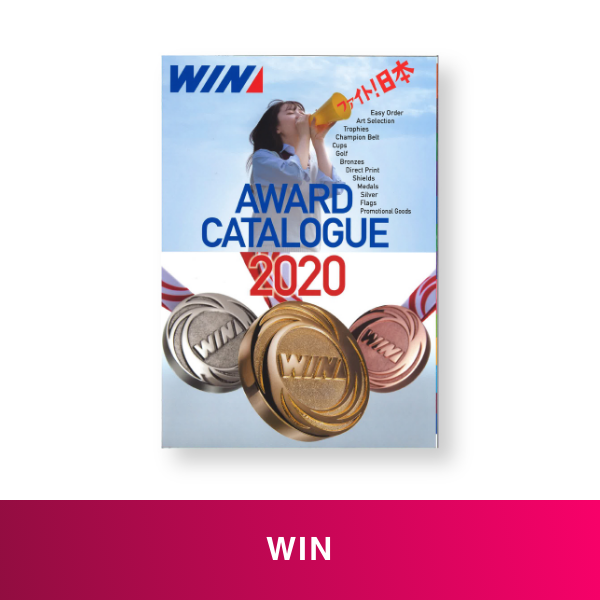 WIN
ファイト!日本
Easy Order
Art Selection
Trophies
Champion Belt
Cups
Golf
Bronzes
Direct Print
Shields
Medals
Silver
Flags
Promotional Goods
AWARD
CATALOGUE
2020
WIN
WIN
WIN
WIN